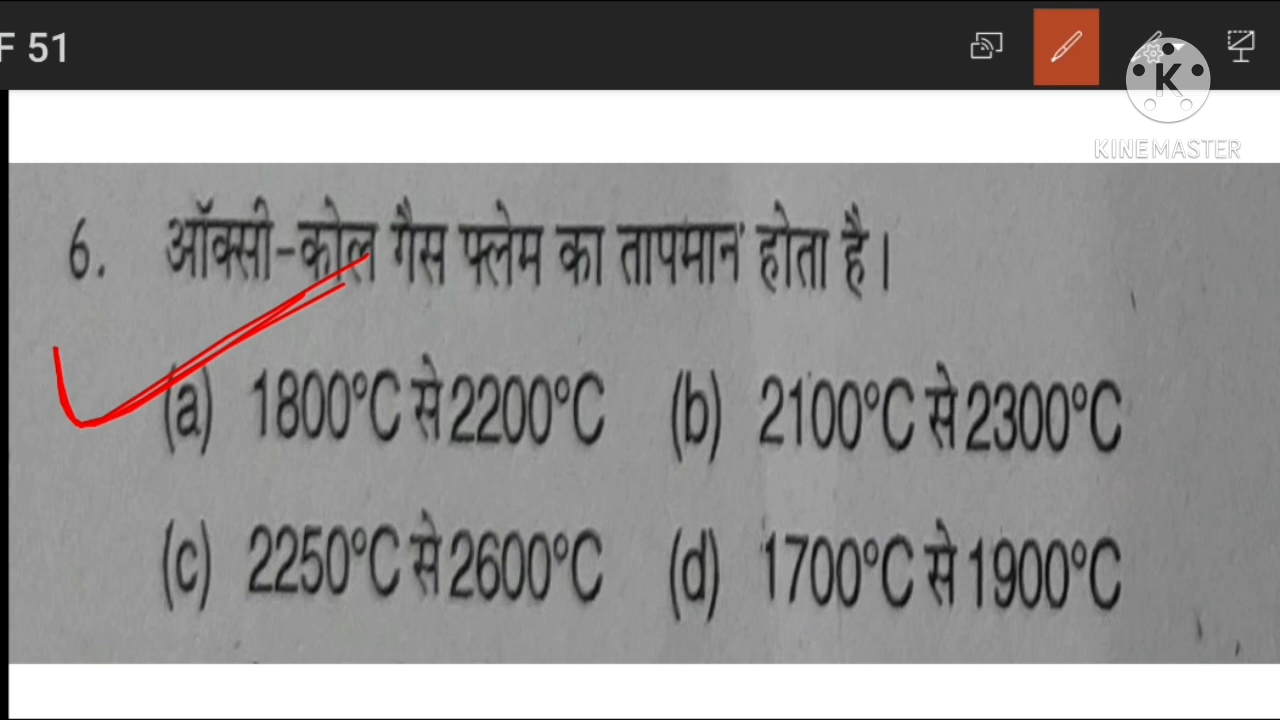 F 51
K
KINEMASTER
6. ऑक्सी-कोल गैस फ्लेम का तापमान होता है।
(a) 1800°C से 2200°C (b) 2100°C से 2300°C
(c) 2250°C से 2600°C (d) 1700°C से 1900°C